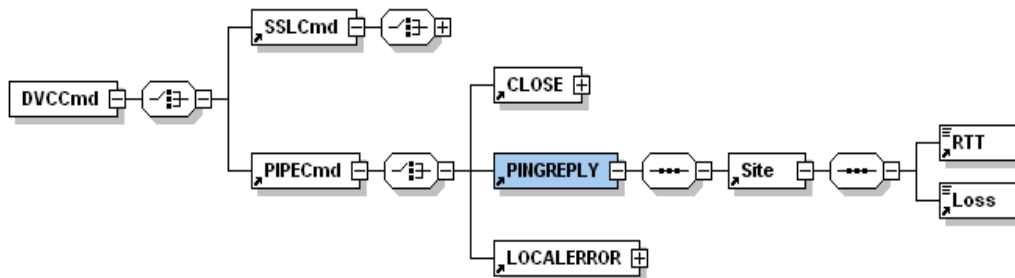 SSLCmd
DVCCmd
CLOSE
PIPECmd
PINGREPLY
Site
RTT
Loss
LOCALERROR